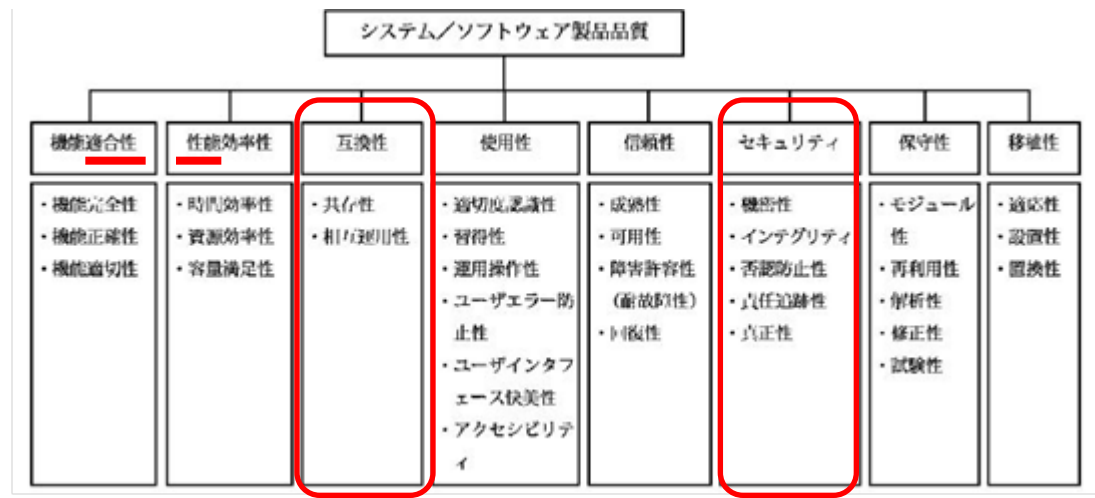 システム／ソフトウェア製品品質
機能適合性
性能効率性
互換性
使用性
信頼性
セキュリティ
保守性
移植性
・機能完全性
・機能正確性
・機能適切性
・時間効率性
・資源効率性
・容量満足性
・共存性
・相互運用性
・適切度認識性
・習得性
・運用操作性
・ユーザエラー防
止性
・ユーザインタフ
ェース快美性
・アクセシビリテ
ィ
・成熟性
・可用性
・障害許容性
（耐故障性）
・回復性
・機密性
・インテグリティ
・否認防止性
・責任追跡性
・真正性
・モジュール
性
・再利用性
・解析性
・修正性
・試験性
・適応性
・設置性
・置換性